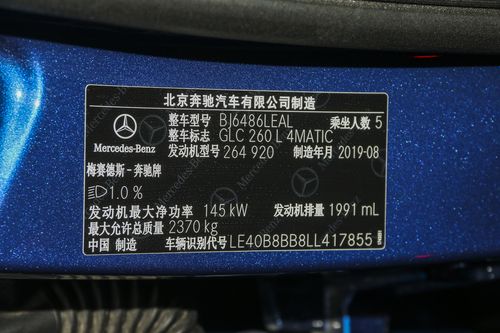 北京奔驰汽车有限公司制造
整车型号 BJ6486LEAL 乘坐人数 5
整车标志 GLC 260 L 4MATIC
Mercedes-Benz
发动机型号 264 920 制造年月 2019-08
梅赛德斯-奔驰牌
1.0 %
发动机最大净功率 145 kW 发动机排量 1991 mL
最大允许总质量 2370 kg
中国 制造 车辆识别代号 LE40B8BB8LL417855